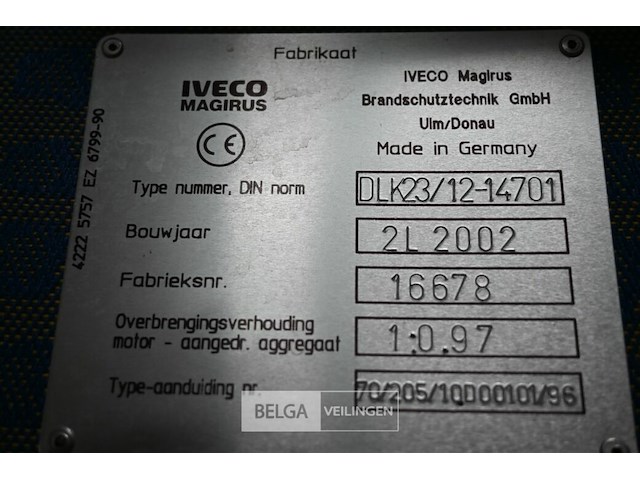 Fabrikaat
IVECO
MAGIRUS
IVECO Magirus
Brandschutztechnik GmbH
Ulm/Donau
Made in Germany
CE
Type nummer, DIN norm DLK23/12-14701
Bouwjaar 2L2002
Fabrieksnr. 16678
Overbrengingsverhouding
motor - aangedr. aggregaat 1:0.97
Type-aanduiding nr. 70/205/10D00101/96
4222 5757 EZ 6799-90
BELGA VEILINGEN